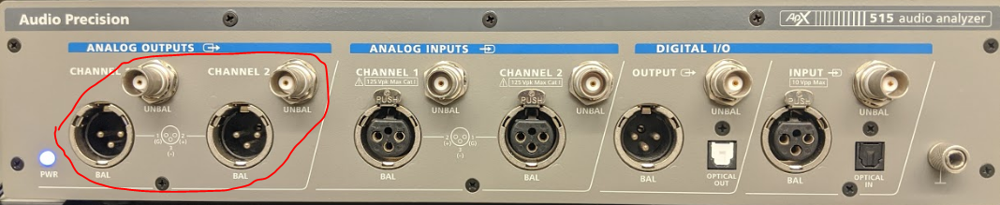 Audio Precision
APx 515 audio analyzer
ANALOG OUTPUTS
CHANNEL
UNBAL
CHANNEL 2
UNBAL
1
(G)
2
(+)
3
(-)
BAL
BAL
PWR
ANALOG INPUTS
CHANNEL 1
125 Vpk Max Cat I
PUSH
UNBAL
CHANNEL 2
125 Vpk Max Cat I
PUSH
UNBAL
2
(+)
1
(G)
3
(-)
BAL
BAL
DIGITAL I/O
OUTPUT
UNBAL
BAL
OPTICAL
OUT
INPUT
10 Vpp Max
PUSH
UNBAL
BAL
OPTICAL
IN